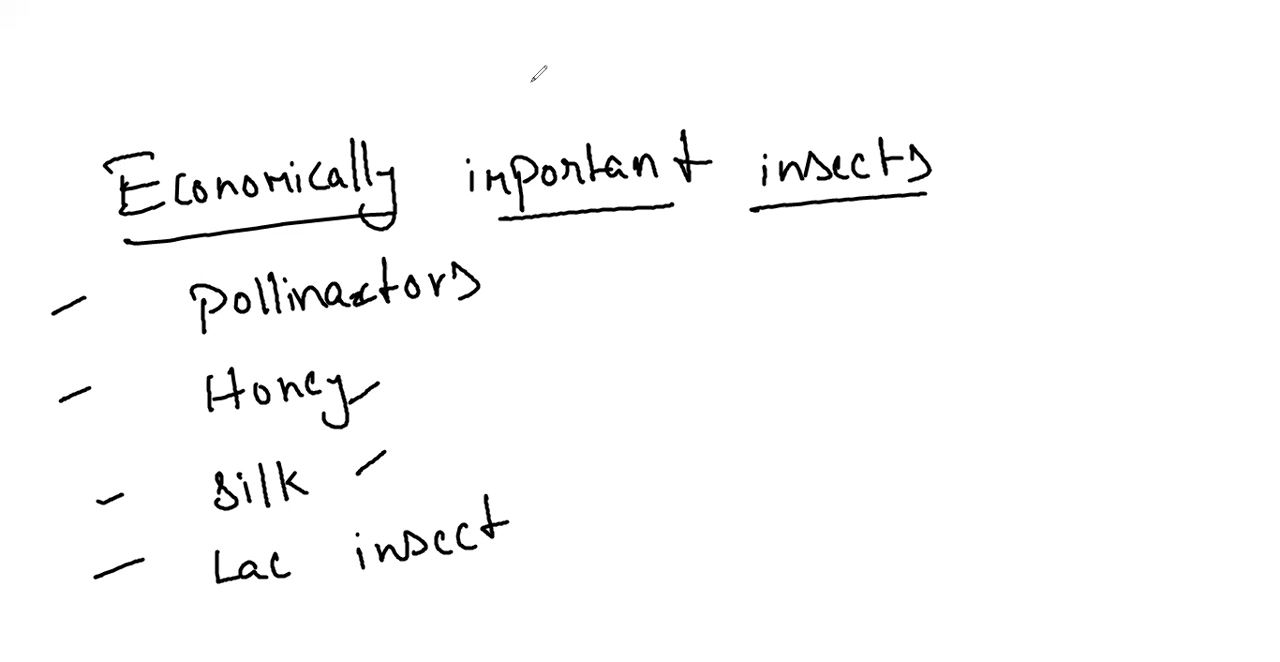 Economically important insects
- Pollinators
- Honey
- Silk
- Lac insect